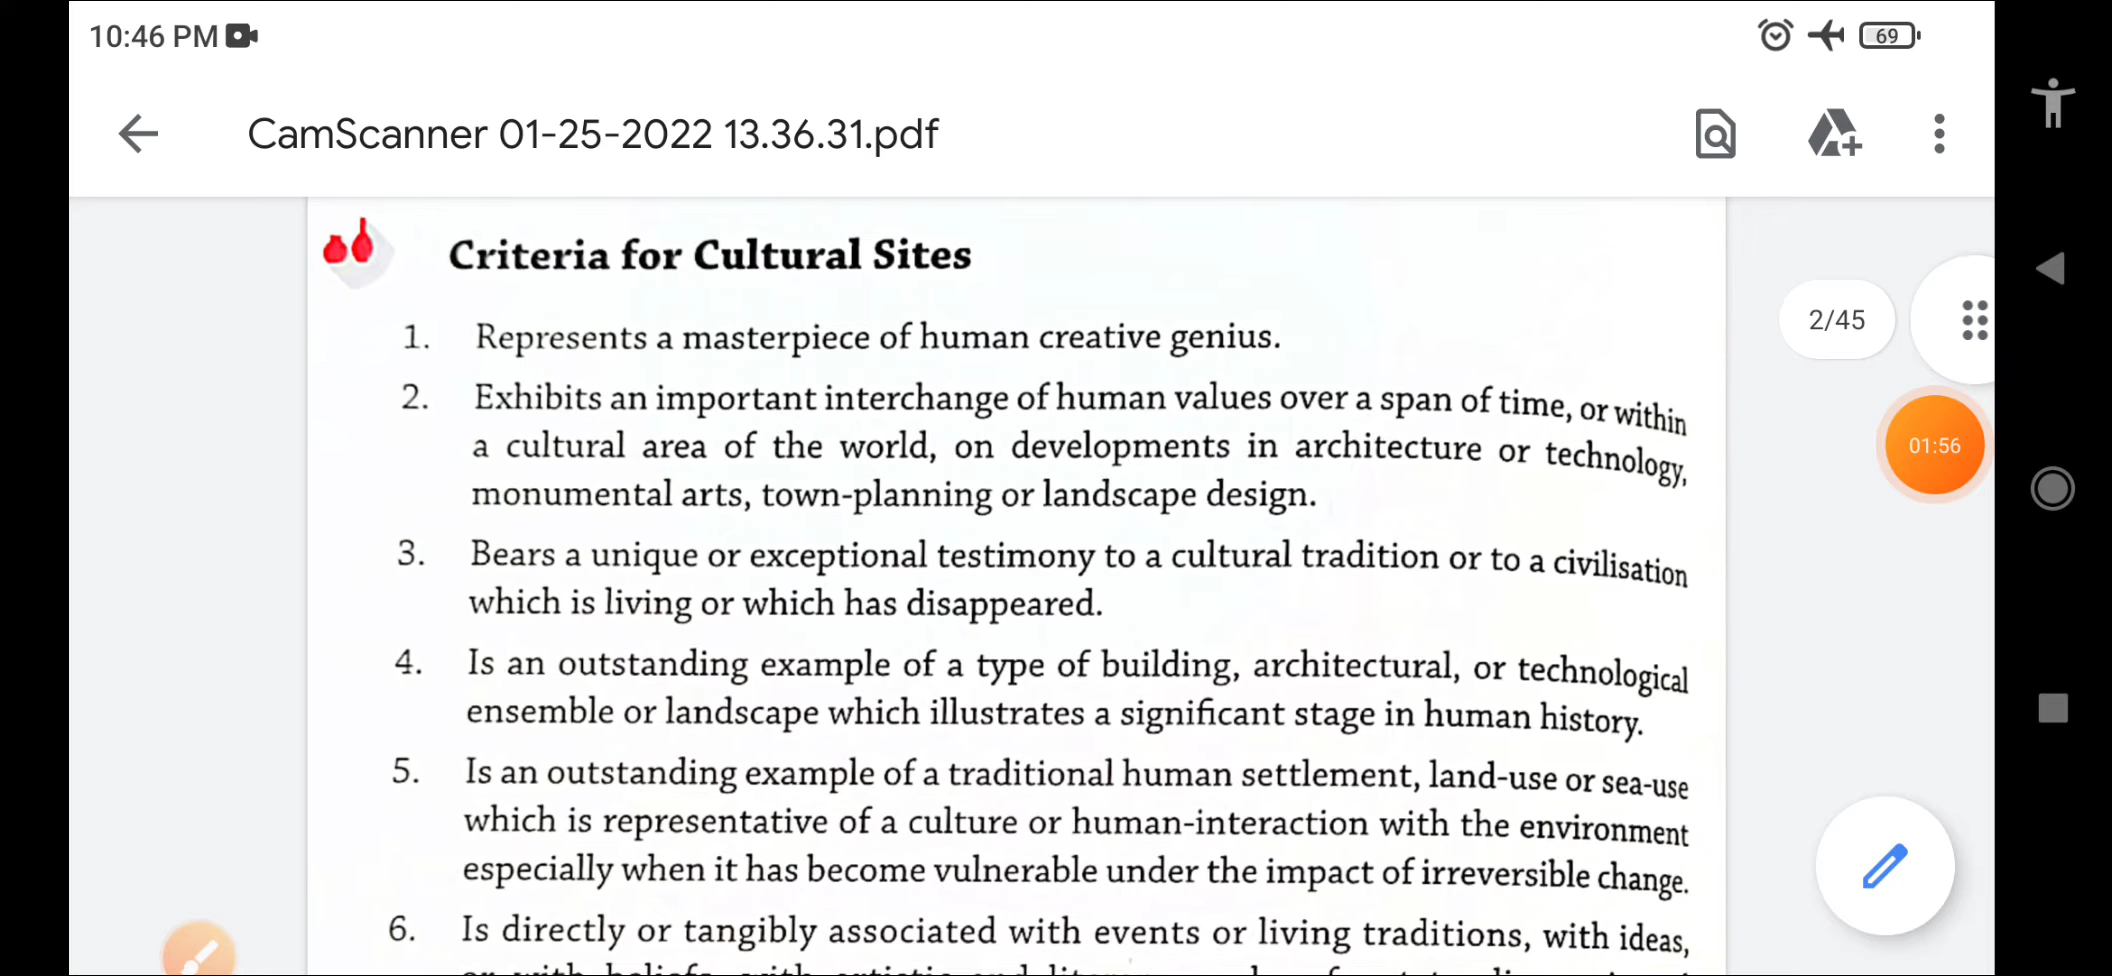 10:46 PM
69
CamScanner 01-25-2022 13.36.31.pdf
Criteria for Cultural Sites
2/45
01:56
1. Represents a masterpiece of human creative genius.
2. Exhibits an important interchange of human values over a span of time, or within
a cultural area of the world, on developments in architecture or technology,
monumental arts, town-planning or landscape design.
3. Bears a unique or exceptional testimony to a cultural tradition or to a civilisation
which is living or which has disappeared.
4. Is an outstanding example of a type of building, architectural, or technological
ensemble or landscape which illustrates a significant stage in human history.
5. Is an outstanding example of a traditional human settlement, land-use or sea-use
which is representative of a culture or human-interaction with the environment
especially when it has become vulnerable under the impact of irreversible change.
6. Is directly or tangibly associated with events or living traditions, with ideas,